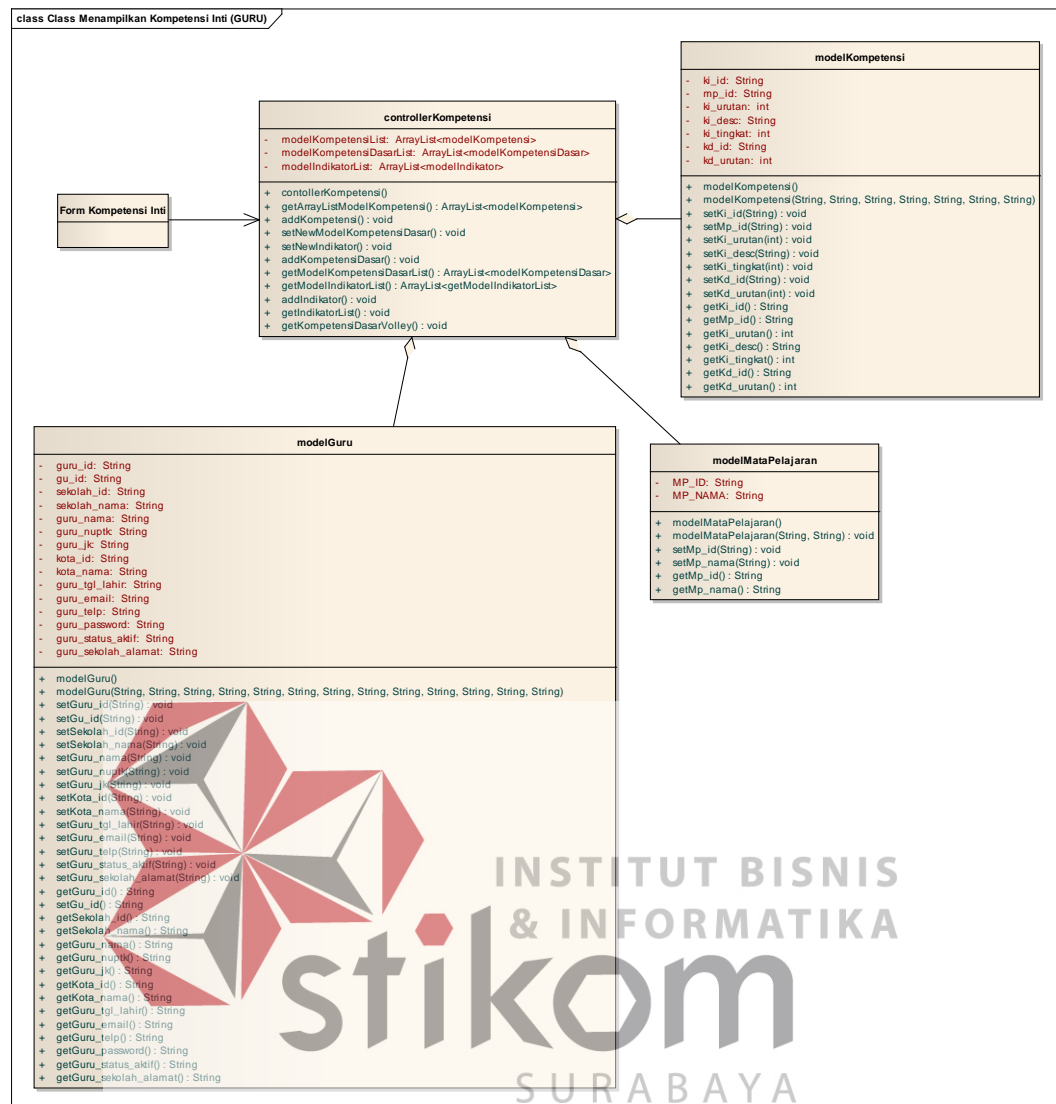 class Class Menampilkan Kompetensi Inti (GURU)
Form Kompetensi Inti
controllerKompetensi
- modelKompetensiList: ArrayList<modelKompetensi>
- modelKompetensiDasarList: ArrayList<modelKompetensiDasar>
- modelIndikatorList: ArrayList<modelIndikator>
+ contollerKompetensi()
+ getArrayListModelKompetensi() : ArrayList<modelKompetensi>
+ addKompetensi() : void
+ setNewModelKompetensiDasar() : void
+ setNewIndikator() : void
+ addKompetensiDasar() : void
+ getModelKompetensiDasarList() : ArrayList<modelKompetensiDasar>
+ getModelIndikatorList() : ArrayList<getModelIndikatorList>
+ addIndikator() : void
+ getIndikatorList() : void
+ getKompetensiDasarVolley() : void
modelKompetensi
- ki_id: String
- mp_id: String
- ki_urutan: int
- ki_desc: String
- ki_tingkat: int
- kd_id: String
- kd_urutan: int
+ modelKompetensi()
+ modelKompetensi(String, String, String, String, String, String, String)
+ setKi_id(String) : void
+ setMp_id(String) : void
+ setKi_urutan(int) : void
+ setKi_desc(String) : void
+ setKi_tingkat(int) : void
+ setKd_id(String) : void
+ setKd_urutan(int) : void
+ getKi_id() : String
+ getMp_id() : String
+ getKi_urutan() : int
+ getKi_desc() : String
+ getKi_tingkat() : int
+ getKd_id() : String
+ getKd_urutan() : int
modelGuru
- guru_id: String
- gu_id: String
- sekolah_id: String
- sekolah_nama: String
- guru_nama: String
- guru_nuptk: String
- guru_jk: String
- kota_id: String
- kota_nama: String
- guru_tgl_lahir: String
- guru_email: String
- guru_telp: String
- guru_password: String
- guru_status_aktif: String
- guru_sekolah_alamat: String
+ modelGuru()
+ modelGuru(String, String, String, String, String, String, String, String, String, String, String, String, String)
+ setGuru_id(String) : void
+ setGu_id(String) : void
+ setSekolah_id(String) : void
+ setSekolah_nama(String) : void
+ setGuru_nama(String) : void
+ setGuru_nuptk(String) : void
+ setGuru_jk(String) : void
+ setKota_id(String) : void
+ setKota_nama(String) : void
+ setGuru_tgl_lahir(String) : void
+ setGuru_email(String) : void
+ setGuru_telp(String) : void
+ setGuru_status_aktif(String) : void
+ setGuru_sekolah_alamat(String) : void
+ getGuru_id() : String
+ setGu_id() : String
+ getSekolah_id() : String
+ getSekolah_nama() : String
+ getGuru_nama() : String
+ getGuru_nuptk() : String
+ getGuru_jk() : String
+ getKota_id() : String
+ getKota_nama() : String
+ getGuru_tgl_lahir() : String
+ getGuru_email() : String
+ getGuru_telp() : String
+ getGuru_password() : String
+ getGuru_status_aktif() : String
+ getGuru_sekolah_alamat() : String
modelMataPelajaran
- MP_ID: String
- MP_NAMA: String
+ modelMataPelajaran()
+ modelMataPelajaran(String, String) : void
+ setMp_id(String) : void
+ setMp_nama(String) : void
+ getMp_id() : String
+ getMp_nama() : String
INSTITUT BISNIS
& INFORMATIKA
stikom
SURABAYA